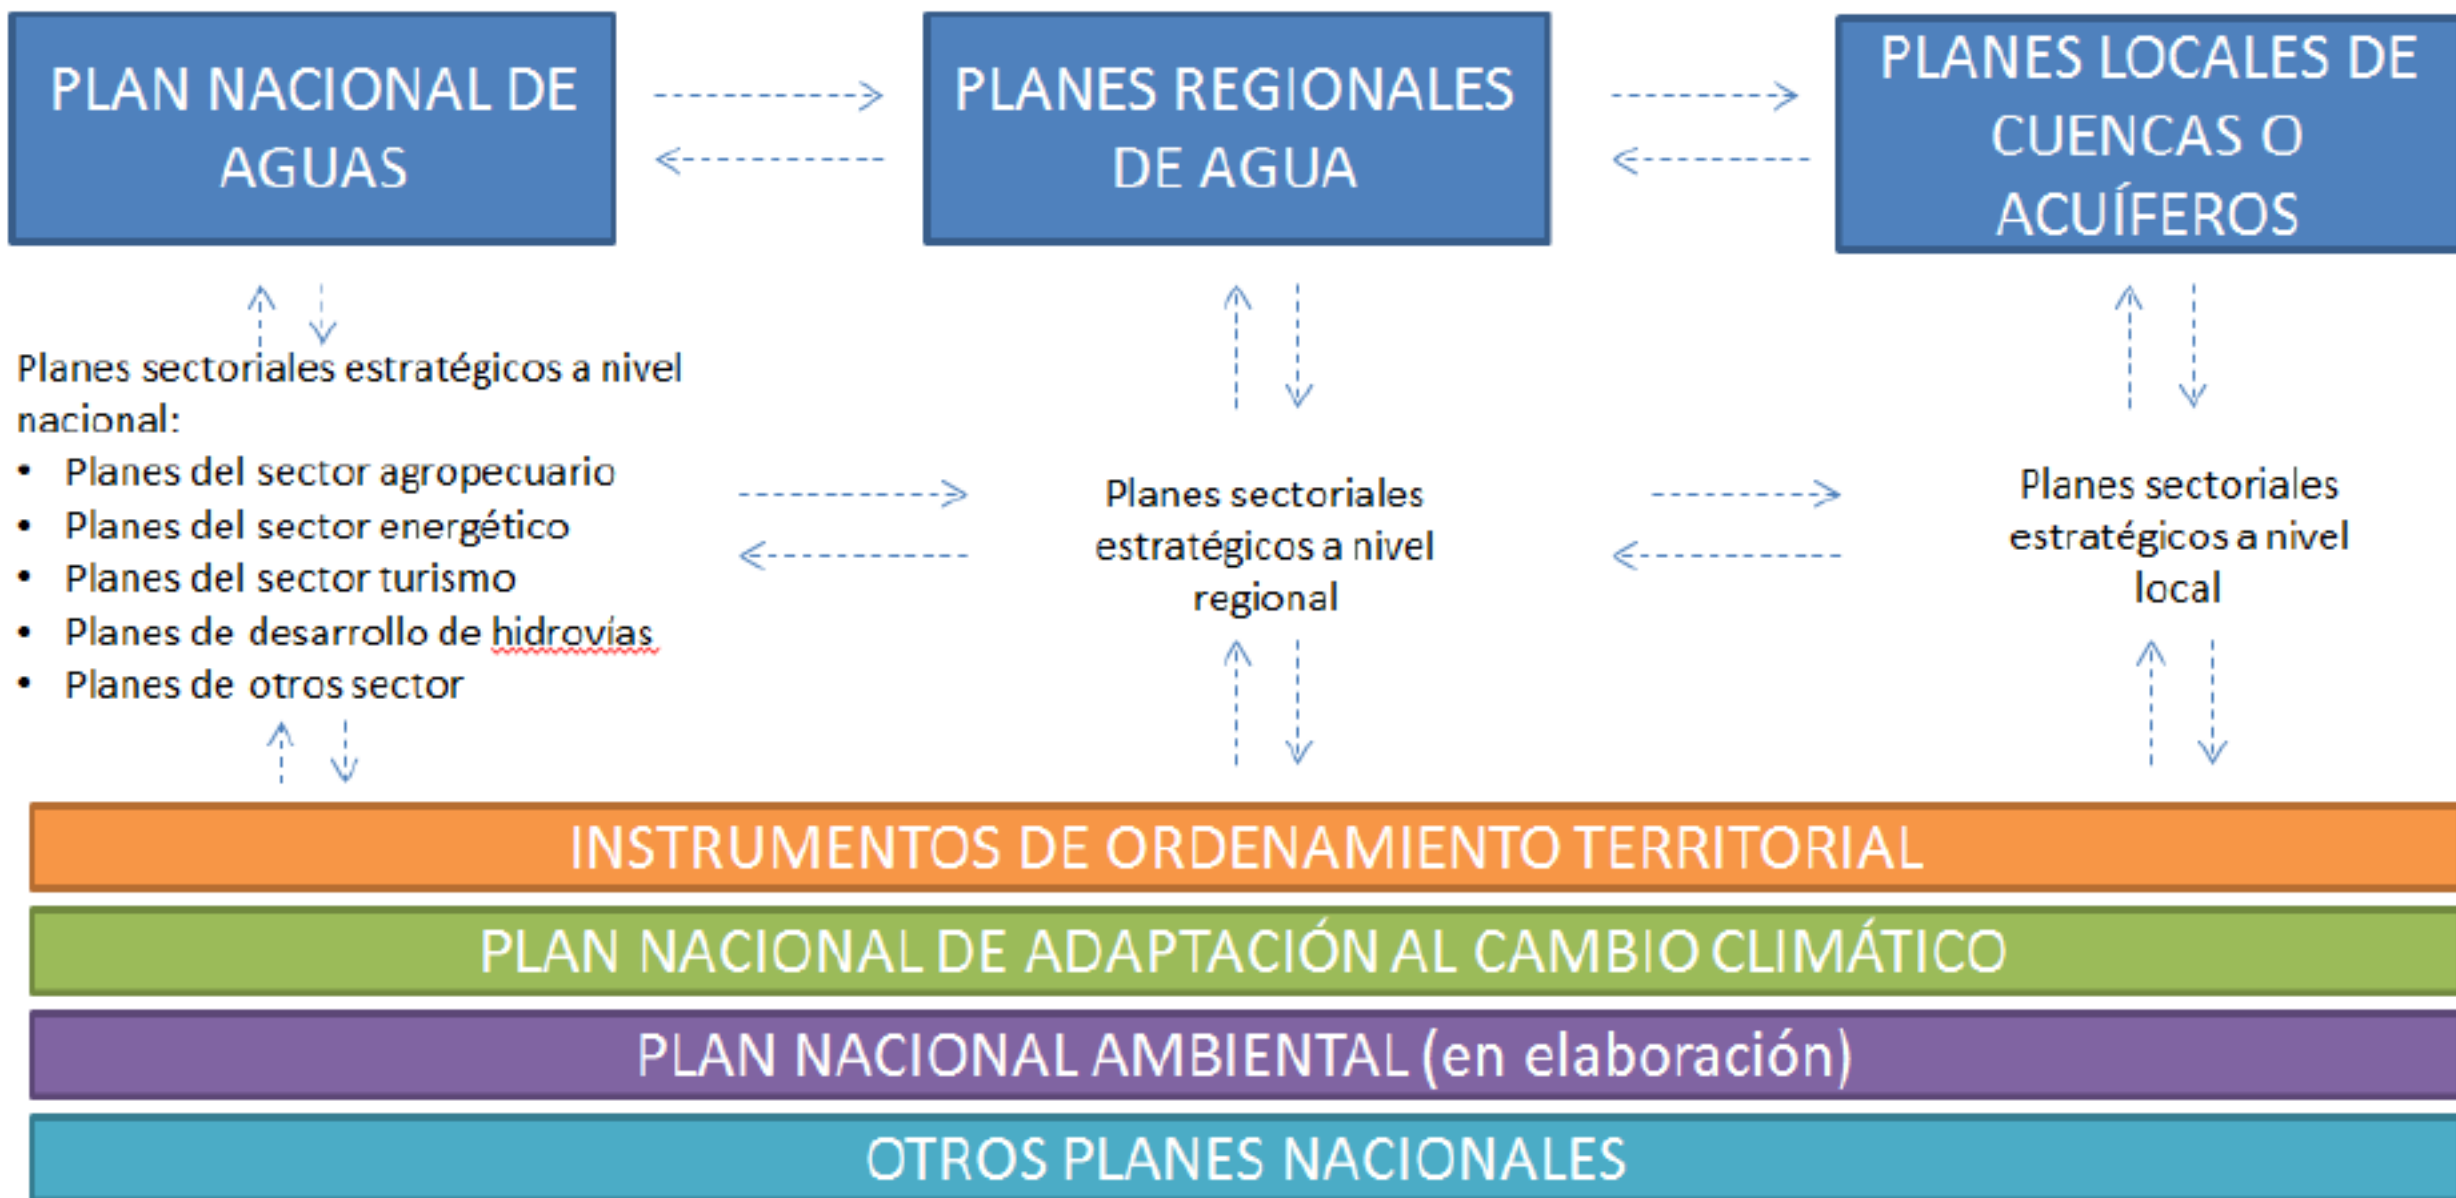 PLAN NACIONAL DE
AGUAS
PLANES REGIONALES
DE AGUA
PLANES LOCALES DE
CUENCAS O
ACUÍFEROS
Planes sectoriales estratégicos a nivel
nacional:
• Planes del sector agropecuario
• Planes del sector energético
• Planes del sector turismo
• Planes de desarrollo de hidrovías
• Planes de otros sector
Planes sectoriales
estratégicos a nivel
regional
Planes sectoriales
estratégicos a nivel
local
INSTRUMENTOS DE ORDENAMIENTO TERRITORIAL
PLAN NACIONAL DE ADAPTACIÓN AL CAMBIO CLIMÁTICO
PLAN NACIONAL AMBIENTAL (en elaboración)
OTROS PLANES NACIONALES